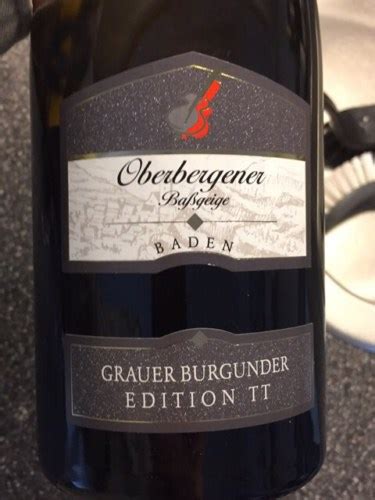 Oberbergener
Baßgeige
BADEN
GRAUER BURGUNDER
EDITION TT